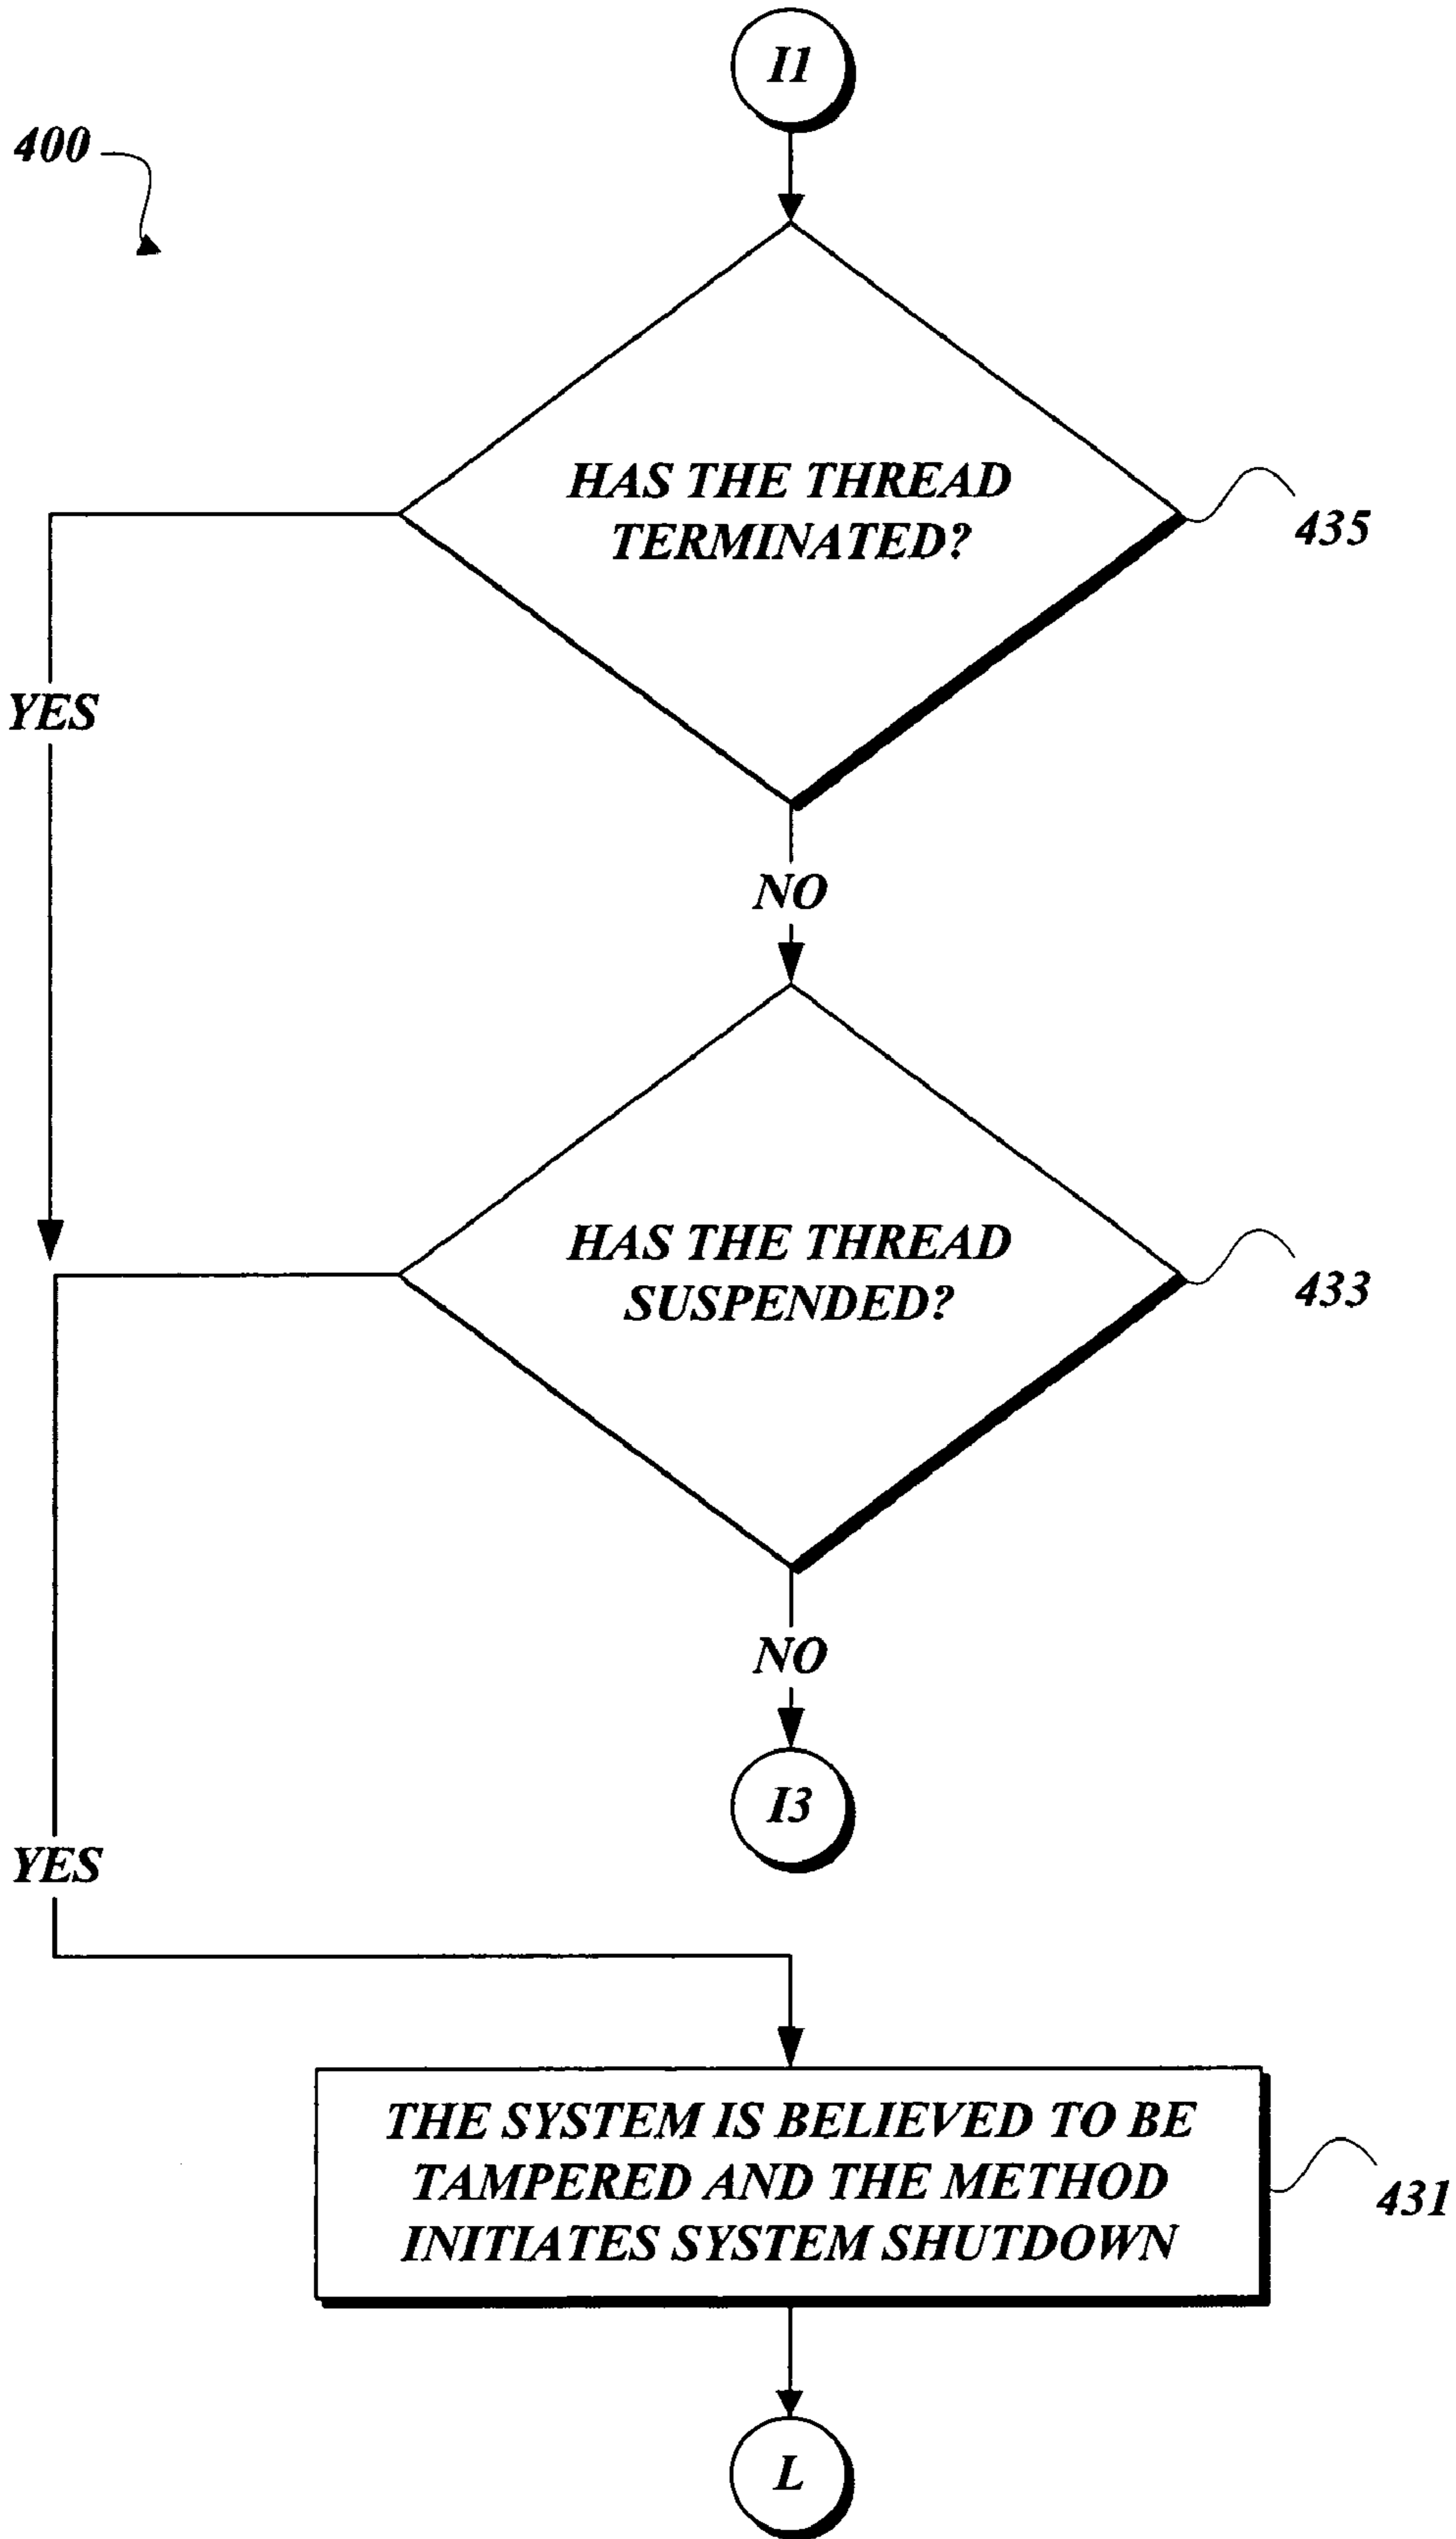 I1
400
HAS THE THREAD
TERMINATED?
435
YES
NO
HAS THE THREAD
SUSPENDED?
433
NO
I3
YES
THE SYSTEM IS BELIEVED TO BE
TAMPERED AND THE METHOD
INITIATES SYSTEM SHUTDOWN
431
L